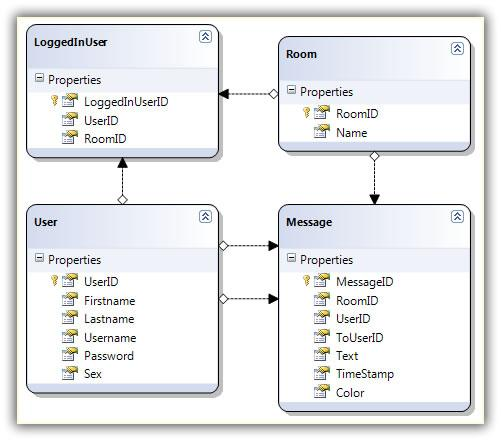 LoggedInUser
Properties
LoggedInUserID
UserID
RoomID
Room
Properties
RoomID
Name
User
Properties
UserID
Firstname
Lastname
Username
Password
Sex
Message
Properties
MessageID
RoomID
UserID
ToUserID
Text
TimeStamp
Color